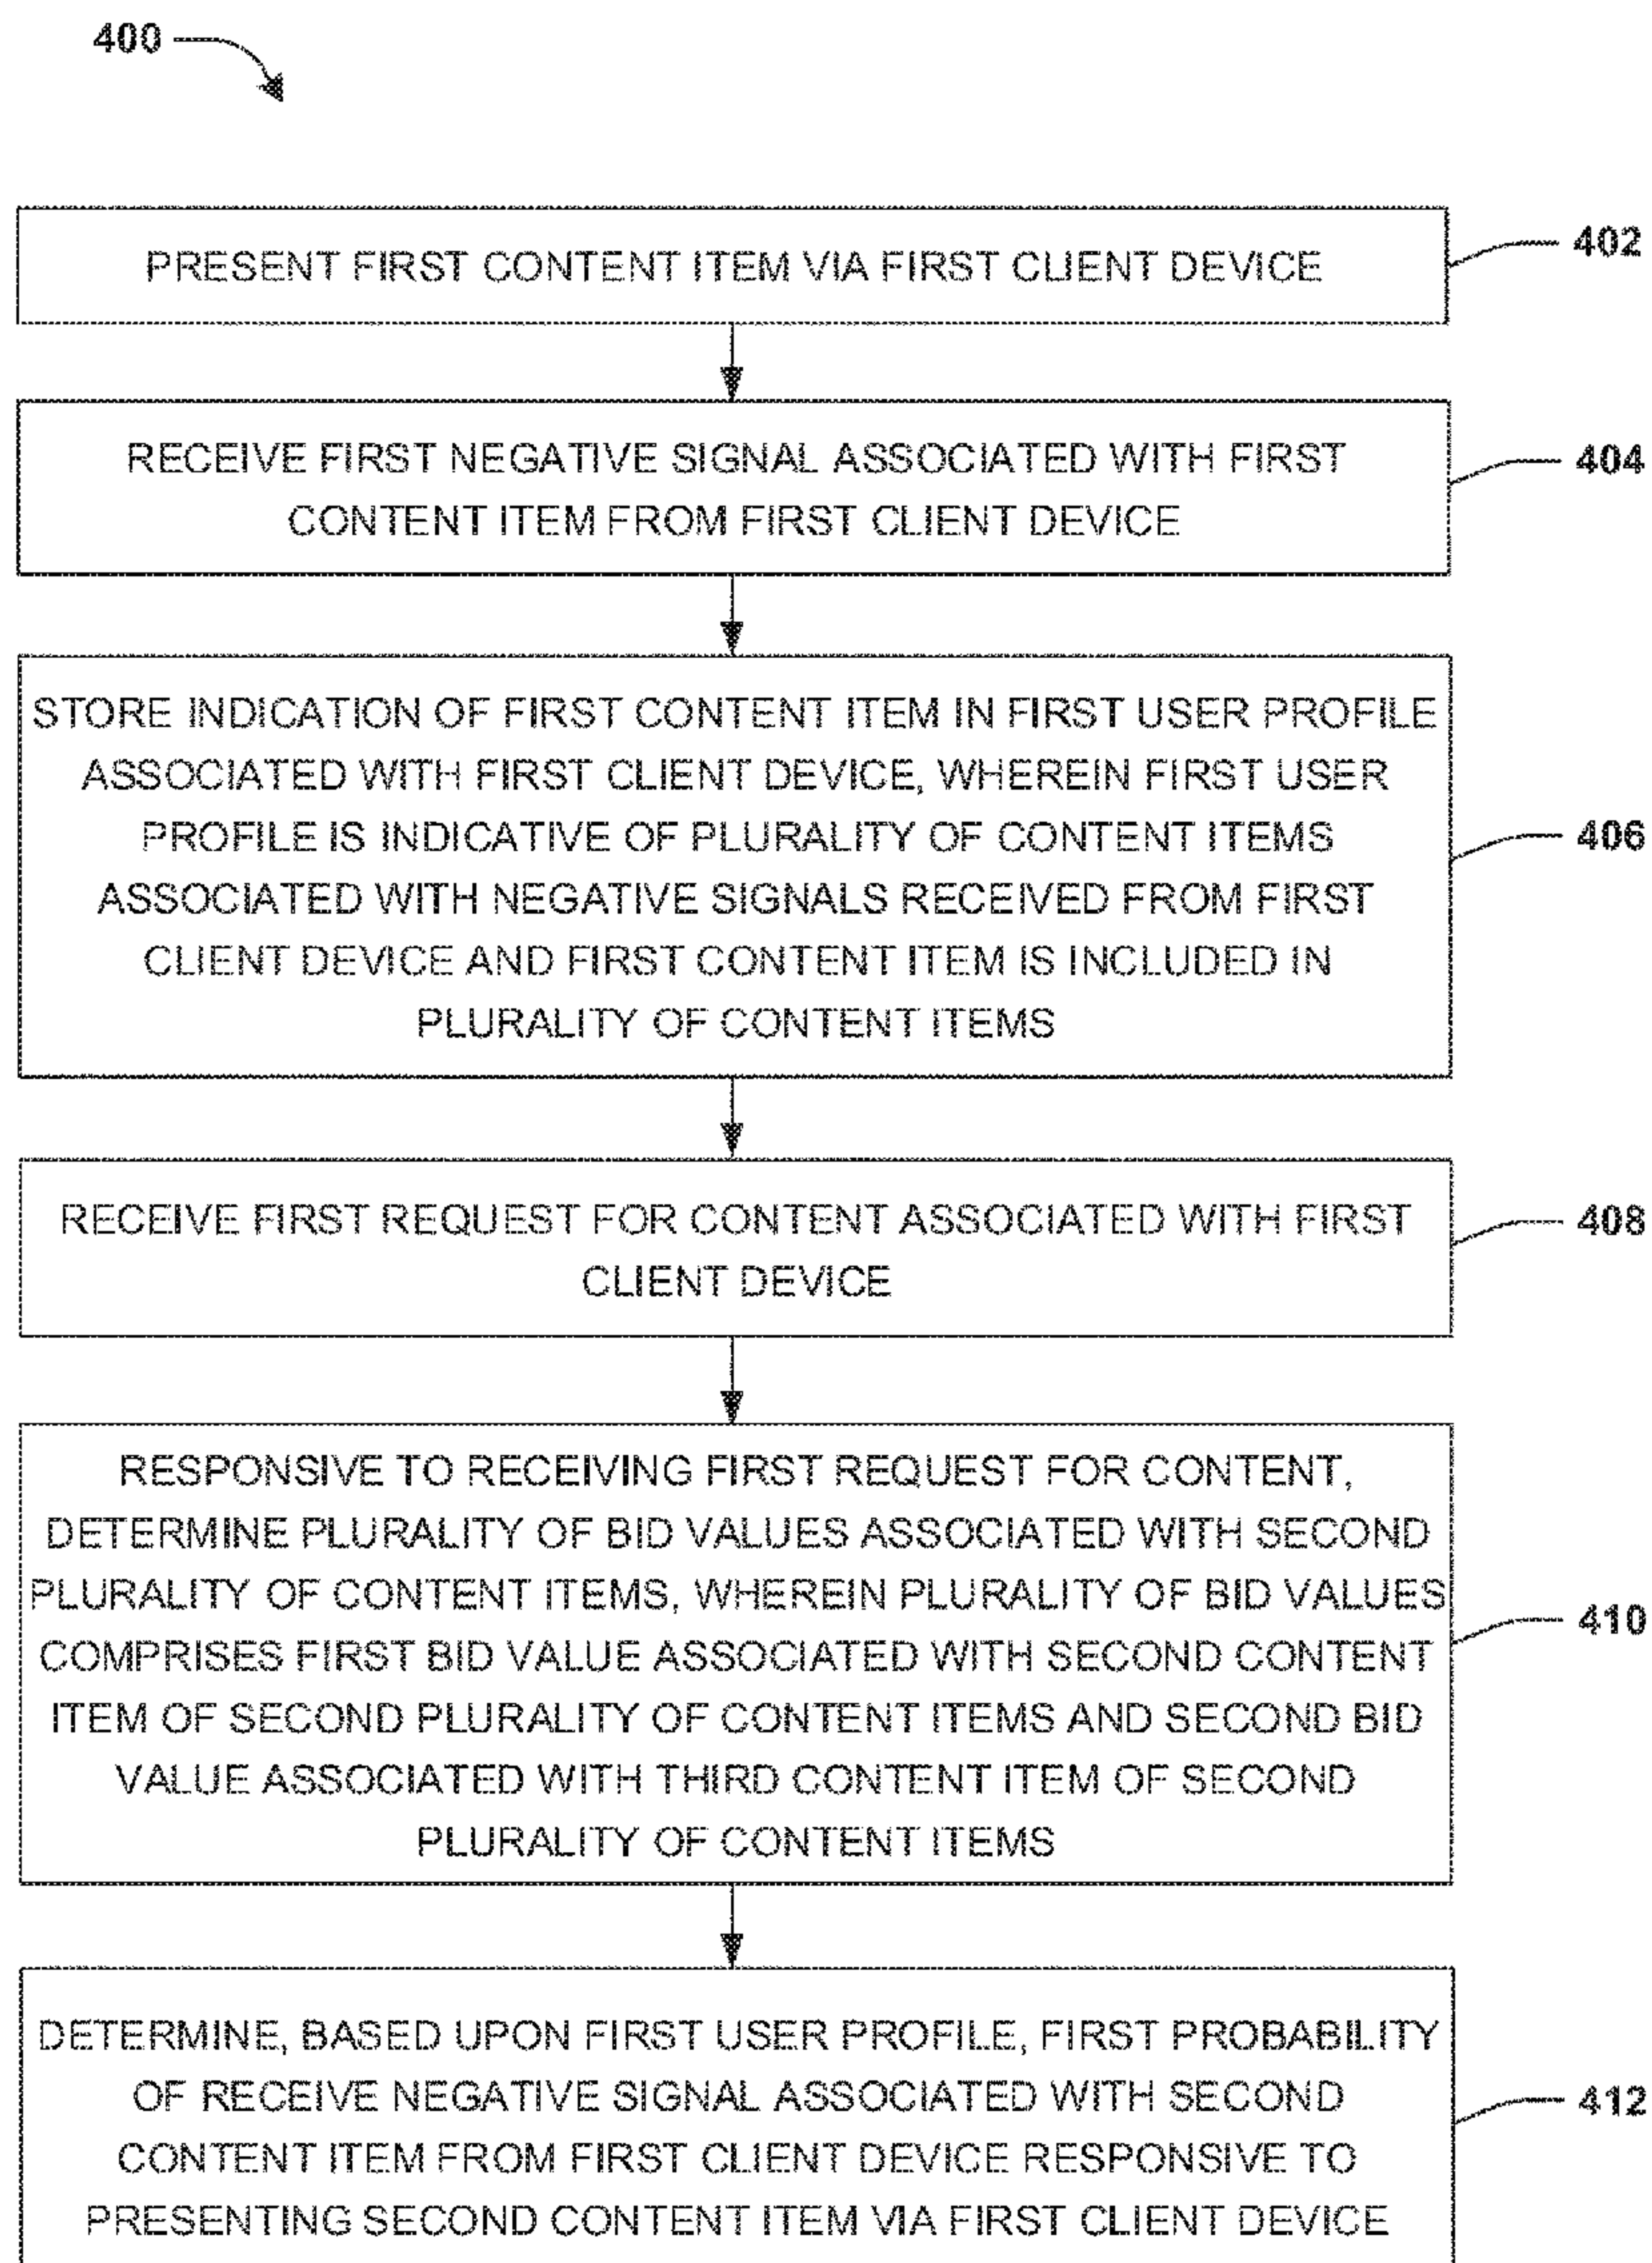 400
PRESENT FIRST CONTENT ITEM VIA FIRST CLIENT DEVICE
402
RECEIVE FIRST NEGATIVE SIGNAL ASSOCIATED WITH FIRST
CONTENT ITEM FROM FIRST CLIENT DEVICE
404
STORE INDICATION OF FIRST CONTENT ITEM IN FIRST USER PROFILE
ASSOCIATED WITH FIRST CLIENT DEVICE, WHEREIN FIRST USER
PROFILE IS INDICATIVE OF PLURALITY OF CONTENT ITEMS
ASSOCIATED WITH NEGATIVE SIGNALS RECEIVED FROM FIRST
CLIENT DEVICE AND FIRST CONTENT ITEM IS INCLUDED IN
PLURALITY OF CONTENT ITEMS
406
RECEIVE FIRST REQUEST FOR CONTENT ASSOCIATED WITH FIRST
CLIENT DEVICE
408
RESPONSIVE TO RECEIVING FIRST REQUEST FOR CONTENT,
DETERMINE PLURALITY OF BID VALUES ASSOCIATED WITH SECOND
PLURALITY OF CONTENT ITEMS, WHEREIN PLURALITY OF BID VALUES
COMPRISES FIRST BID VALUE ASSOCIATED WITH SECOND CONTENT
ITEM OF SECOND PLURALITY OF CONTENT ITEMS AND SECOND BID
VALUE ASSOCIATED WITH THIRD CONTENT ITEM OF SECOND
PLURALITY OF CONTENT ITEMS
410
DETERMINE, BASED UPON FIRST USER PROFILE, FIRST PROBABILITY
OF RECEIVE NEGATIVE SIGNAL ASSOCIATED WITH SECOND
CONTENT ITEM FROM FIRST CLIENT DEVICE RESPONSIVE TO
PRESENTING SECOND CONTENT ITEM VIA FIRST CLIENT DEVICE
412